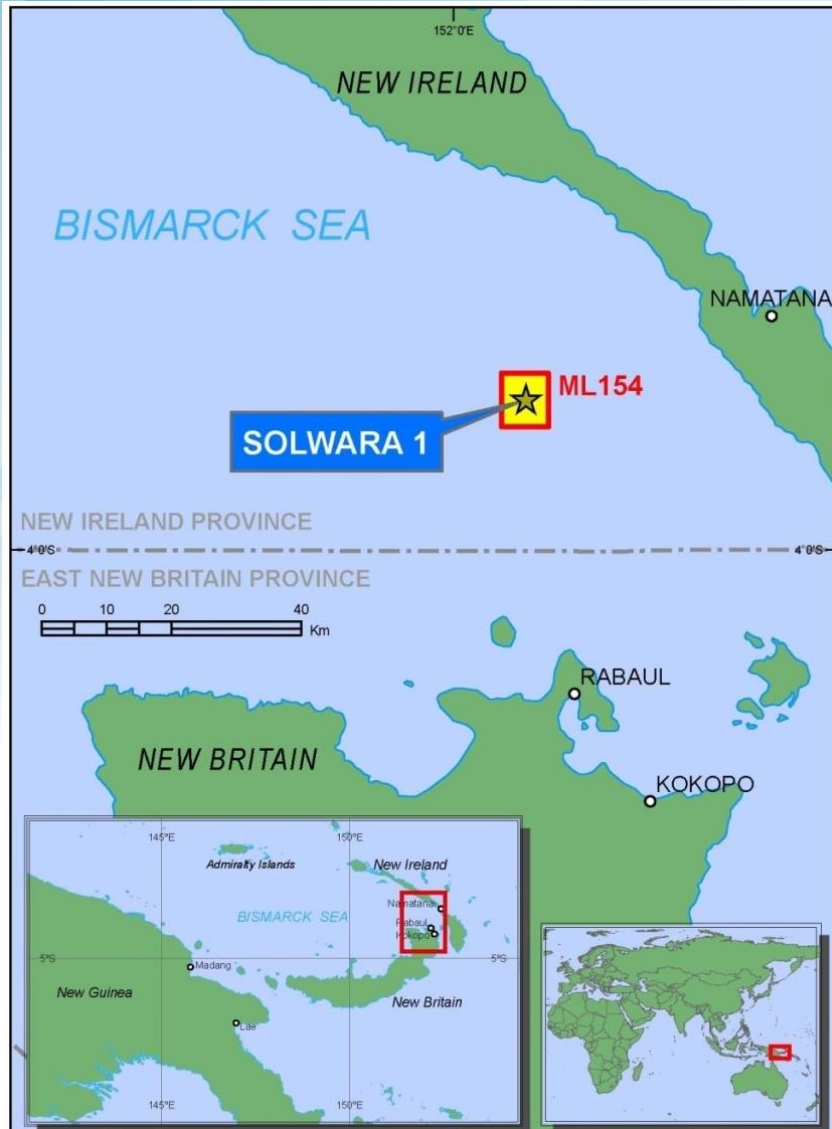 152°0'E
NEW IRELAND
BISMARCK SEA
NAMATANA
ML154
SOLWARA 1
NEW IRELAND PROVINCE
4°0'S
4°0'S
EAST NEW BRITAIN PROVINCE
0 10 20 40
Km
RABAUL
NEW BRITAIN
KOKOPO
145°E
150°E
Admiralty Islands
New Ireland
Namatana
BISMARCK SEA
Rabaul
Kokopo
5°S
5°S
Madang
New Guinea
New Britain
Lae
145°E
150°E